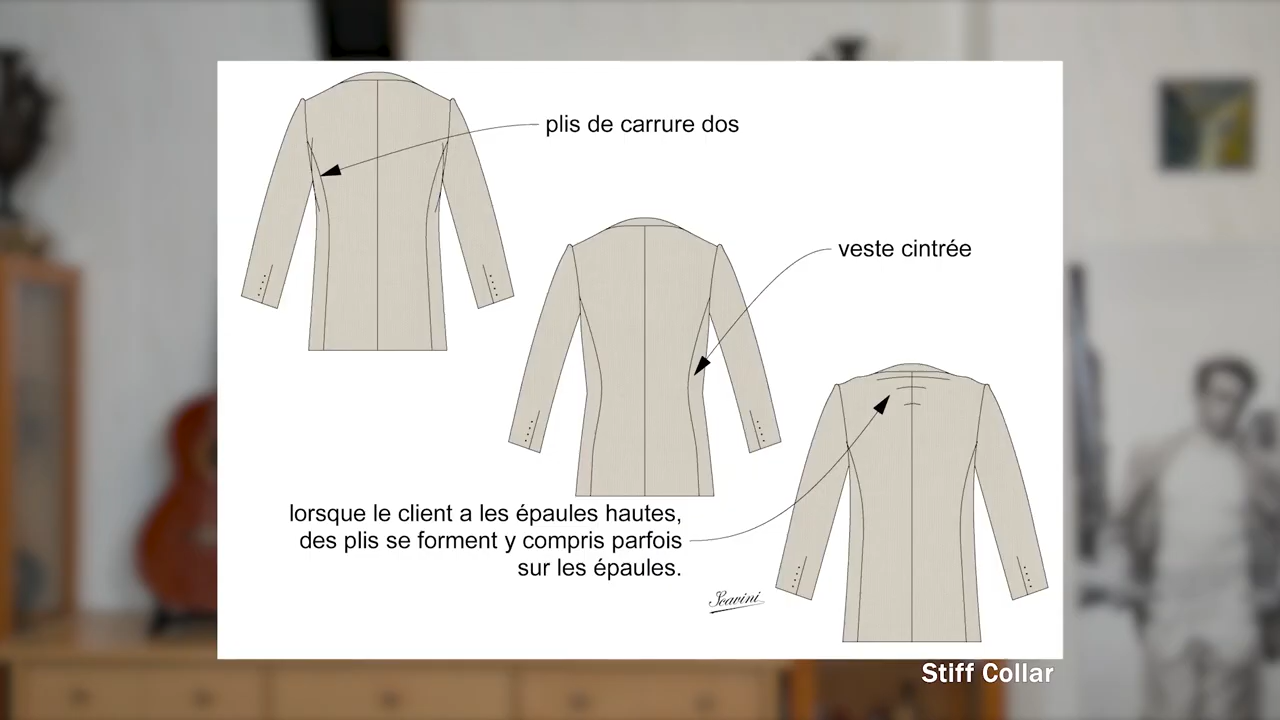 plis de carrure dos
veste cintrée
lorsque le client a les épaules hautes,
des plis se forment y compris parfois
sur les épaules.
Scavini
Stiff Collar